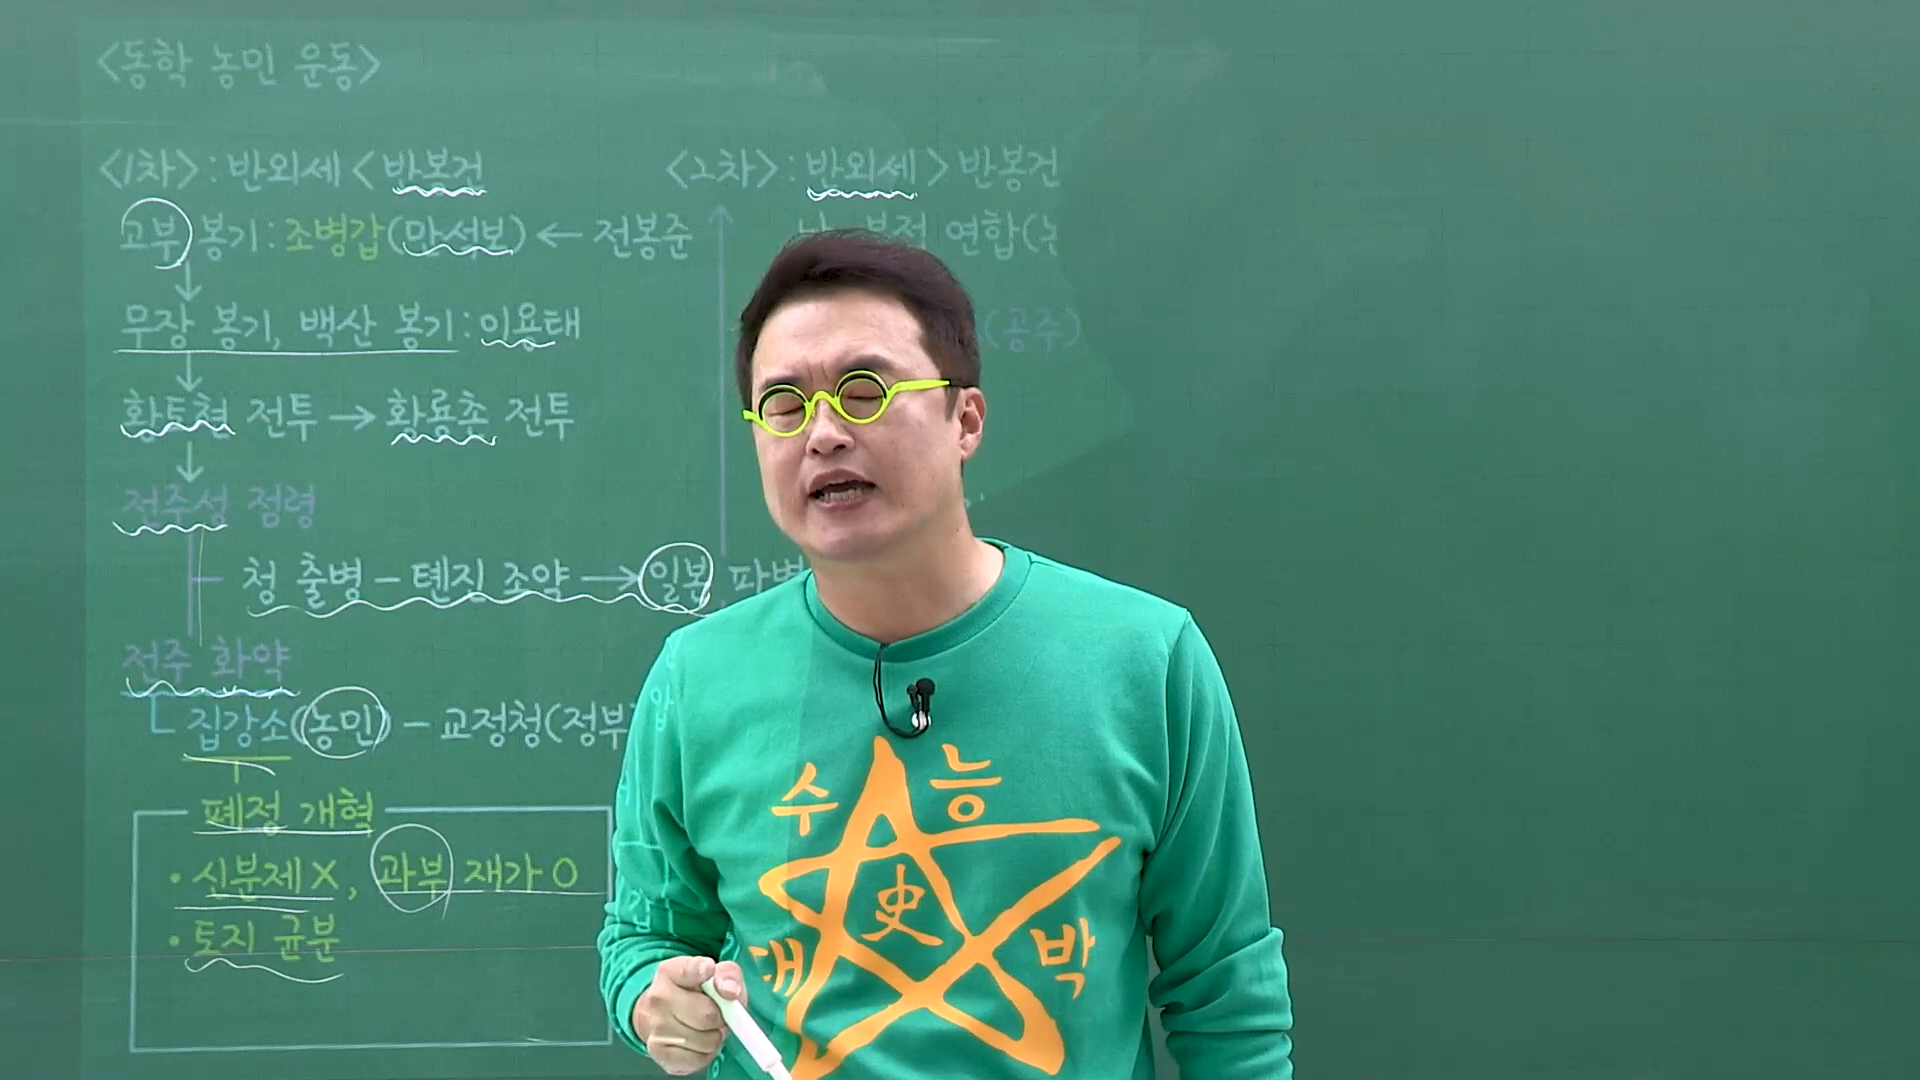 <동학 농민 운동>
<1차> : 반외세 < 반봉건
고부 봉기 : 조병갑(만석보) ← 전봉준
↓
무장 봉기, 백산 봉기 : 이용태
↓
황토현 전투 → 황룡촌 전투
↓
전주성 점령
청 출병 - 톈진 조약 → 일본
전주 화약
집강소(농민) - 교정청(정부
폐정 개혁
· 신분제 X, 과부 재가 O
· 토지 균분
<2차> : 반외세 > 반봉건
연합(
(공주)
수 능
史
대 박